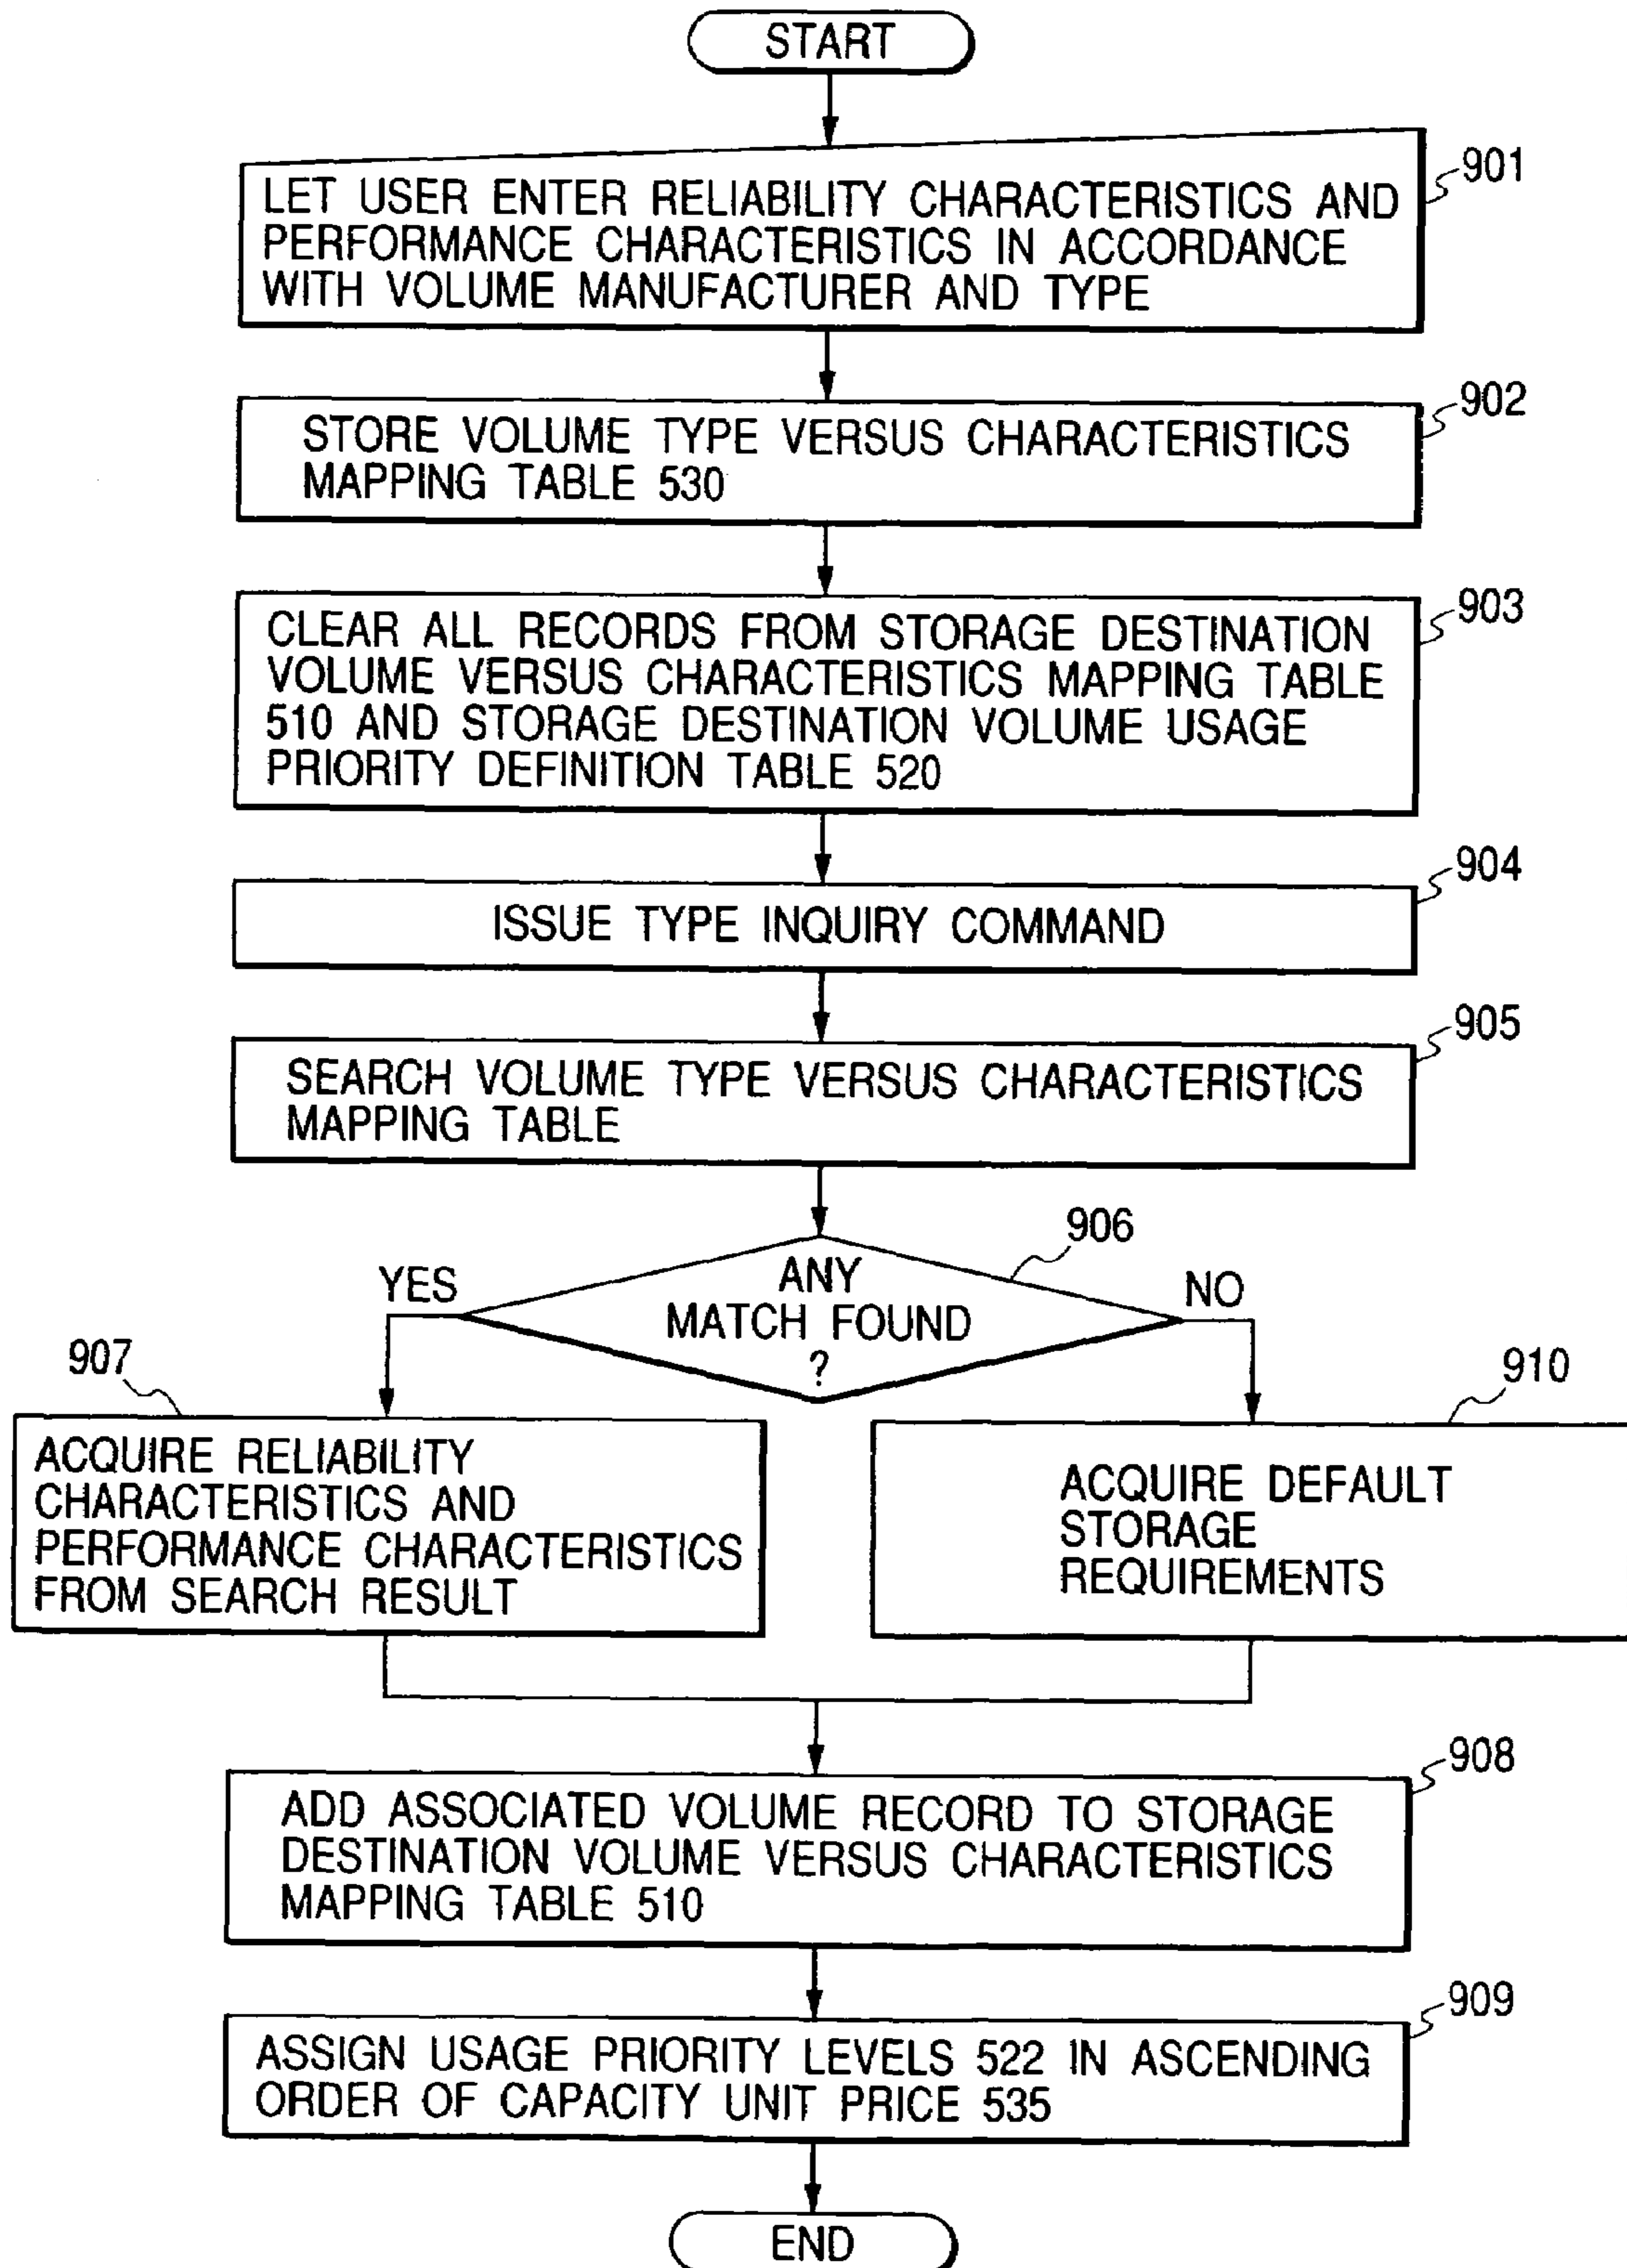 START
901
LET USER ENTER RELIABILITY CHARACTERISTICS AND
PERFORMANCE CHARACTERISTICS IN ACCORDANCE
WITH VOLUME MANUFACTURER AND TYPE
902
STORE VOLUME TYPE VERSUS CHARACTERISTICS
MAPPING TABLE 530
903
CLEAR ALL RECORDS FROM STORAGE DESTINATION
VOLUME VERSUS CHARACTERISTICS MAPPING TABLE
510 AND STORAGE DESTINATION VOLUME USAGE
PRIORITY DEFINITION TABLE 520
904
ISSUE TYPE INQUIRY COMMAND
905
SEARCH VOLUME TYPE VERSUS CHARACTERISTICS
MAPPING TABLE
906
ANY
MATCH FOUND
?
YES
NO
907
ACQUIRE RELIABILITY
CHARACTERISTICS AND
PERFORMANCE CHARACTERISTICS
FROM SEARCH RESULT
910
ACQUIRE DEFAULT
STORAGE
REQUIREMENTS
908
ADD ASSOCIATED VOLUME RECORD TO STORAGE
DESTINATION VOLUME VERSUS CHARACTERISTICS
MAPPING TABLE 510
909
ASSIGN USAGE PRIORITY LEVELS 522 IN ASCENDING
ORDER OF CAPACITY UNIT PRICE 535
END